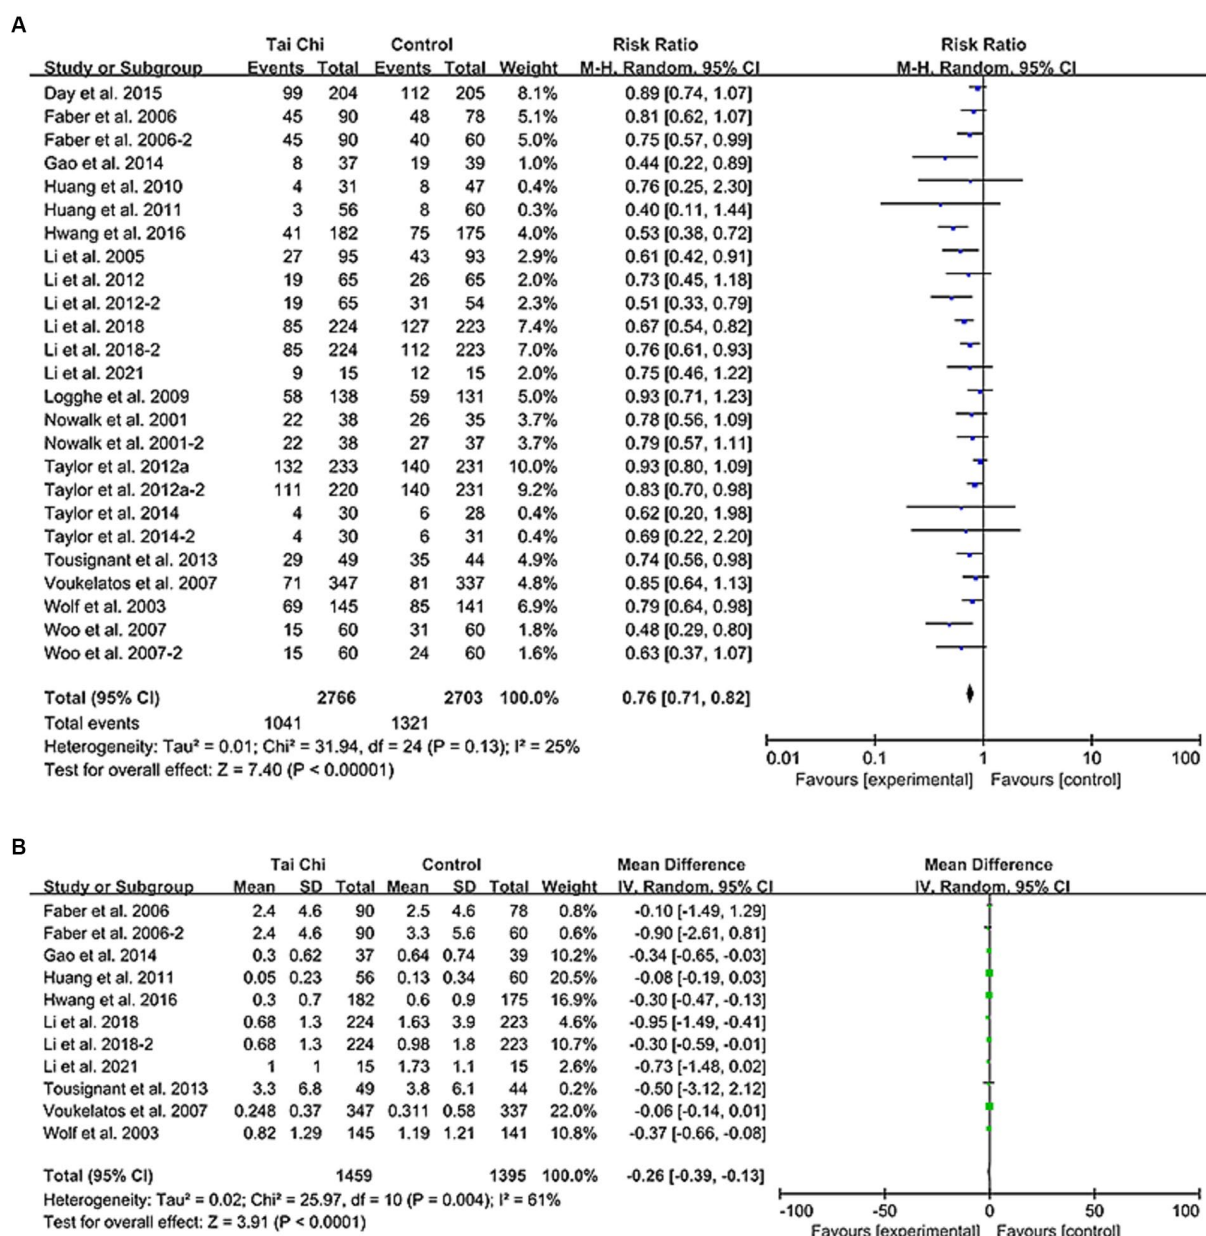 A
Tai Chi Control Risk Ratio Risk Ratio
Study or Subgroup Events Total Events Total Weight M-H, Random, 95% CI M-H, Random, 95% CI
Day et al. 2015 99 204 112 205 8.1% 0.89 [0.74, 1.07]
Faber et al. 2006 45 90 48 78 5.1% 0.81 [0.62, 1.07]
Faber et al. 2006-2 45 90 40 60 5.0% 0.75 [0.57, 0.99]
Gao et al. 2014 8 37 19 39 1.0% 0.44 [0.22, 0.89]
Huang et al. 2010 4 31 8 47 0.4% 0.76 [0.25, 2.30]
Huang et al. 2011 3 56 8 60 0.3% 0.40 [0.11, 1.44]
Hwang et al. 2016 41 182 75 175 4.0% 0.53 [0.38, 0.72]
Li et al. 2005 27 95 43 93 2.9% 0.61 [0.42, 0.91]
Li et al. 2012 19 65 26 65 2.0% 0.73 [0.45, 1.18]
Li et al. 2012-2 19 65 31 54 2.3% 0.51 [0.33, 0.79]
Li et al. 2018 85 224 127 223 7.4% 0.67 [0.54, 0.82]
Li et al. 2018-2 85 224 112 223 7.0% 0.76 [0.61, 0.93]
Li et al. 2021 9 15 12 15 2.0% 0.75 [0.46, 1.22]
Logghe et al. 2009 58 138 59 131 5.0% 0.93 [0.71, 1.23]
Nowalk et al. 2001 22 38 26 35 3.7% 0.78 [0.56, 1.09]
Nowalk et al. 2001-2 22 38 27 37 3.7% 0.79 [0.57, 1.11]
Taylor et al. 2012a 132 233 140 231 10.0% 0.93 [0.80, 1.09]
Taylor et al. 2012a-2 111 220 140 231 9.2% 0.83 [0.70, 0.98]
Taylor et al. 2014 4 30 6 28 0.4% 0.62 [0.20, 1.98]
Taylor et al. 2014-2 4 30 6 31 0.4% 0.69 [0.22, 2.20]
Tousignant et al. 2013 29 49 35 44 4.9% 0.74 [0.56, 0.98]
Voukelatos et al. 2007 71 347 81 337 4.8% 0.85 [0.64, 1.13]
Wolf et al. 2003 69 145 85 141 6.9% 0.79 [0.64, 0.98]
Woo et al. 2007 15 60 31 60 1.8% 0.48 [0.29, 0.80]
Woo et al. 2007-2 15 60 24 60 1.6% 0.63 [0.37, 1.07]
Total (95% CI) 2766 2703 100.0% 0.76 [0.71, 0.82]
Total events 1041 1321
Heterogeneity: Tau² = 0.01; Chi² = 31.94, df = 24 (P = 0.13); I² = 25%
Test for overall effect: Z = 7.40 (P < 0.00001)
0.01 0.1 1 10 100
Favours [experimental] Favours [control]
B
Tai Chi Control Mean Difference Mean Difference
Study or Subgroup Mean SD Total Mean SD Total Weight IV, Random, 95% CI IV, Random, 95% CI
Faber et al. 2006 2.4 4.6 90 2.5 4.6 78 0.8% -0.10 [-1.49, 1.29]
Faber et al. 2006-2 2.4 4.6 90 3.3 5.6 60 0.6% -0.90 [-2.61, 0.81]
Gao et al. 2014 0.3 0.62 37 0.64 0.74 39 10.2% -0.34 [-0.65, -0.03]
Huang et al. 2011 0.05 0.23 56 0.13 0.34 60 20.5% -0.08 [-0.19, 0.03]
Hwang et al. 2016 0.3 0.7 182 0.6 0.9 175 16.9% -0.30 [-0.47, -0.13]
Li et al. 2018 0.68 1.3 224 1.63 3.9 223 4.6% -0.95 [-1.49, -0.41]
Li et al. 2018-2 0.68 1.3 224 0.98 1.8 223 10.7% -0.30 [-0.59, -0.01]
Li et al. 2021 1 1 15 1.73 1.1 15 2.6% -0.73 [-1.48, 0.02]
Tousignant et al. 2013 3.3 6.8 49 3.8 6.1 44 0.2% -0.50 [-3.12, 2.12]
Voukelatos et al. 2007 0.248 0.37 347 0.311 0.58 337 22.0% -0.06 [-0.14, 0.01]
Wolf et al. 2003 0.82 1.29 145 1.19 1.21 141 10.8% -0.37 [-0.66, -0.08]
Total (95% CI) 1459 1395 100.0% -0.26 [-0.39, -0.13]
Heterogeneity: Tau² = 0.02; Chi² = 25.97, df = 10 (P = 0.004); I² = 61%
Test for overall effect: Z = 3.91 (P < 0.0001)
-100 -50 0 50 100
Favours [experimental] Favours [control]